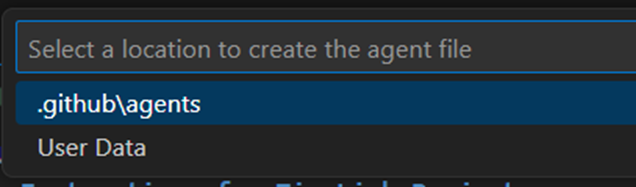 Select a location to create the agent file
.github\agents
User Data